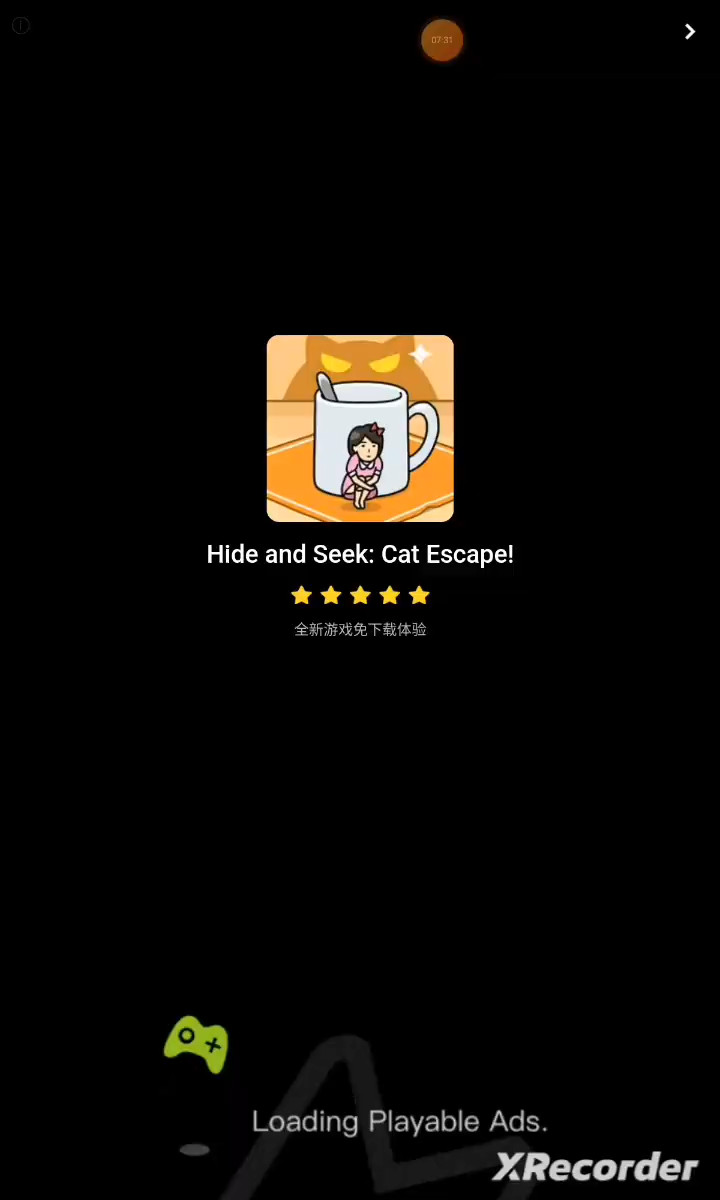 07:31
Hide and Seek: Cat Escape!
全新游戏免下载体验
Loading Playable Ads.
XRecorder